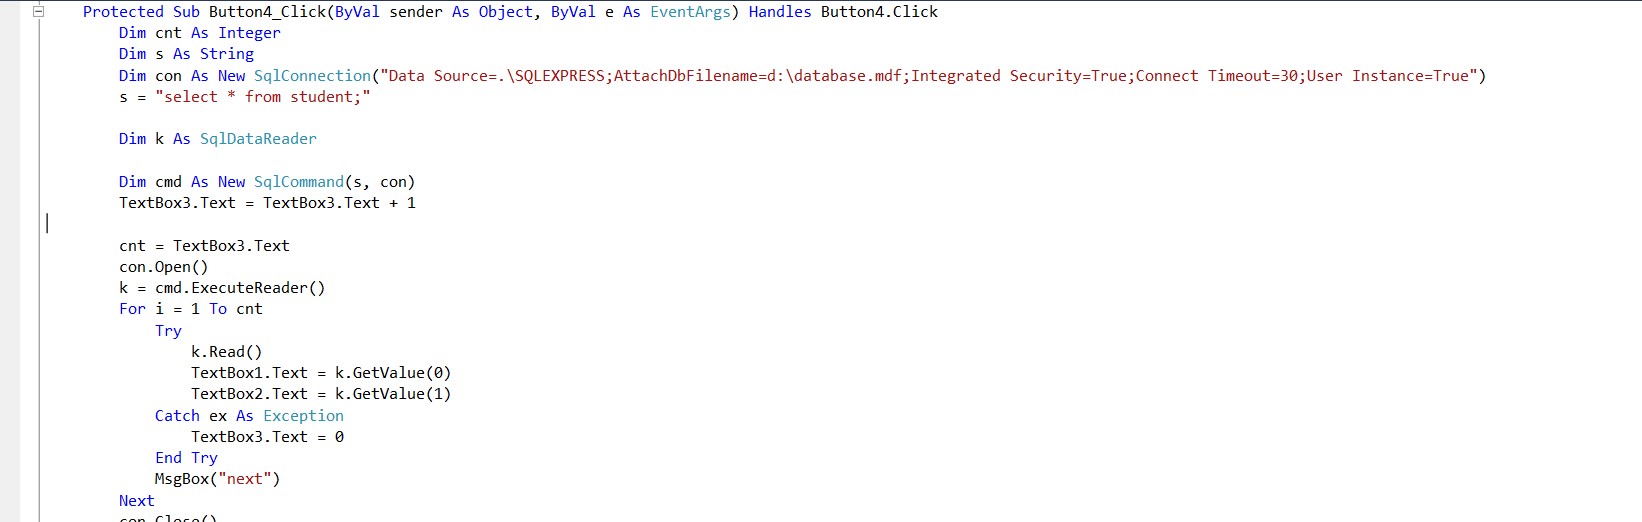 Protected Sub Button4_Click(ByVal sender As Object, ByVal e As EventArgs) Handles Button4.Click
Dim cnt As Integer
Dim s As String
Dim con As New SqlConnection("Data Source=.\SQLEXPRESS;AttachDbFilename=d:\database.mdf;Integrated Security=True;Connect Timeout=30;User Instance=True")
s = "select * from student;"
Dim k As SqlDataReader
Dim cmd As New SqlCommand(s, con)
TextBox3.Text = TextBox3.Text + 1
cnt = TextBox3.Text
con.Open()
k = cmd.ExecuteReader()
For i = 1 To cnt
Try
k.Read()
TextBox1.Text = k.GetValue(0)
TextBox2.Text = k.GetValue(1)
Catch ex As Exception
TextBox3.Text = 0
End Try
MsgBox("next")
Next
con.Close()